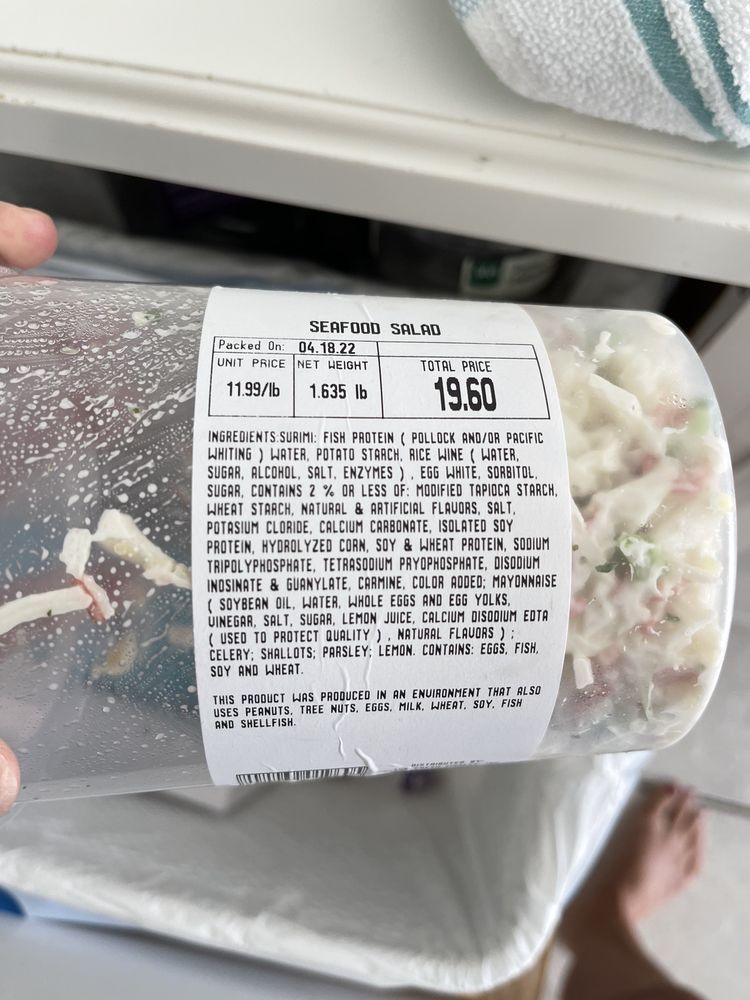 SEAFOOD SALAD
Packed On: 04.18.22
UNIT PRICE NET WEIGHT TOTAL PRICE
11.99/lb 1.635 lb 19.60
INGREDIENTS:SURIMI: FISH PROTEIN ( POLLOCK AND/OR PACIFIC
WHITING ) WATER, POTATO STARCH, RICE WINE ( WATER,
SUGAR, ALCOHOL, SALT, ENZYMES ) , EGG WHITE, SORBITOL,
SUGAR, CONTAINS 2 % OR LESS OF: MODIFIED TAPIOCA STARCH,
WHEAT STARCH, NATURAL & ARTIFICIAL FLAVORS, SALT,
POTASIUM CLORIDE, CALCIUM CARBONATE, ISOLATED SOY
PROTEIN, HYDROLYZED CORN, SOY & WHEAT PROTEIN, SODIUM
TRIPOLYPHOSPHATE, TETRASODIUM PRYOPHOSPHATE, DISODIUM
INOSINATE & GUANYLATE, CARMINE, COLOR ADDED; MAYONNAISE
( SOYBEAN OIL, WATER, WHOLE EGGS AND EGG YOLKS,
VINEGAR, SALT, SUGAR, LEMON JUICE, CALCIUM DISODIUM EDTA
( USED TO PROTECT QUALITY ) , NATURAL FLAVORS ) ;
CELERY; SHALLOTS; PARSLEY; LEMON. CONTAINS: EGGS, FISH,
SOY AND WHEAT.
THIS PRODUCT WAS PRODUCED IN AN ENVIRONMENT THAT ALSO
USES PEANUTS, TREE NUTS, EGGS, MILK, WHEAT, SOY, FISH
AND SHELLFISH.
DISTRIBUTED BY: